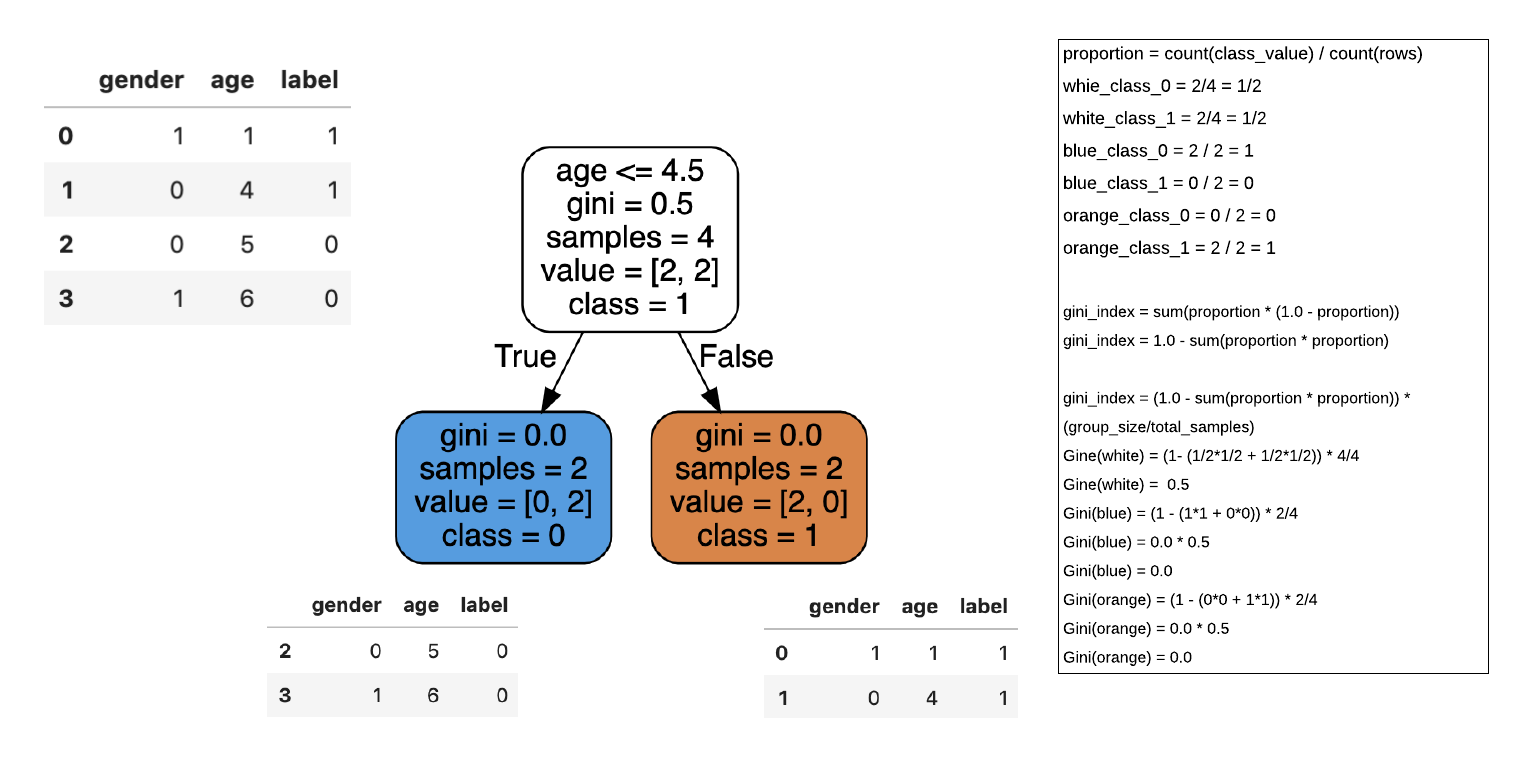 gender age label
0 1 1 1
1 0 4 1
2 0 5 0
3 1 6 0
age <= 4.5
gini = 0.5
samples = 4
value = [2, 2]
class = 1
True
False
gini = 0.0
samples = 2
value = [0, 2]
class = 0
gini = 0.0
samples = 2
value = [2, 0]
class = 1
gender age label
2 0 5 0
3 1 6 0
gender age label
0 1 1 1
1 0 4 1
proportion = count(class_value) / count(rows)
whie_class_0 = 2/4 = 1/2
white_class_1 = 2/4 = 1/2
blue_class_0 = 2 / 2 = 1
blue_class_1 = 0 / 2 = 0
orange_class_0 = 0 / 2 = 0
orange_class_1 = 2 / 2 = 1
gini_index = sum(proportion * (1.0 - proportion))
gini_index = 1.0 - sum(proportion * proportion)
gini_index = (1.0 - sum(proportion * proportion)) *
(group_size/total_samples)
Gine(white) = (1- (1/2*1/2 + 1/2*1/2)) * 4/4
Gine(white) =  0.5
Gini(blue) = (1 - (1*1 + 0*0)) * 2/4
Gini(blue) = 0.0 * 0.5
Gini(blue) = 0.0
Gini(orange) = (1 - (0*0 + 1*1)) * 2/4
Gini(orange) = 0.0 * 0.5
Gini(orange) = 0.0